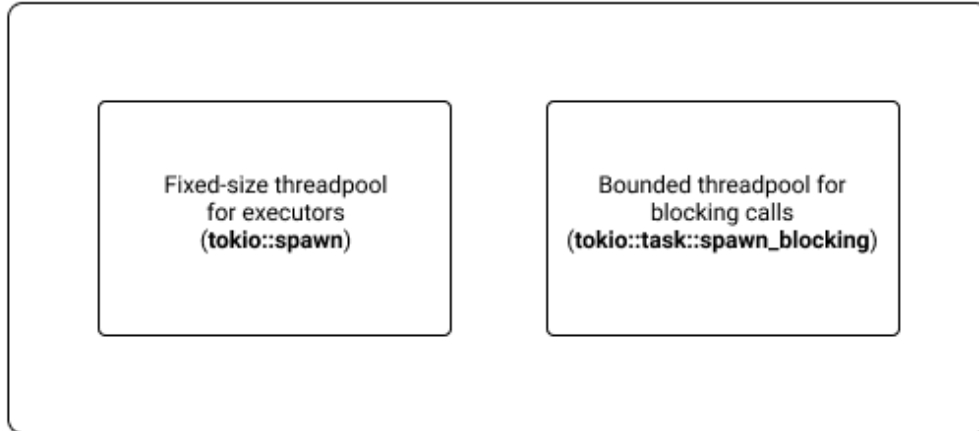 Fixed-size threadpool
for executors
(tokio::spawn)
Bounded threadpool for
blocking calls
(tokio::task::spawn_blocking)